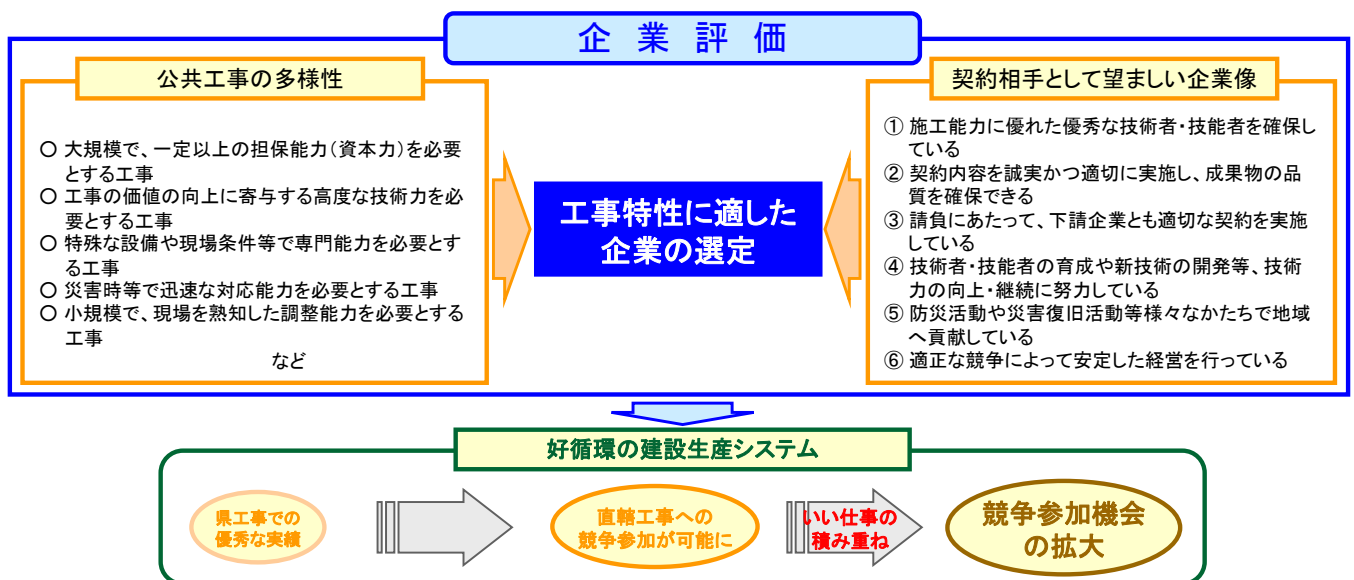 企業評価
公共工事の多様性
○ 大規模で、一定以上の担保能力(資本力)を必要
とする工事
○ 工事の価値の向上に寄与する高度な技術力を必
要とする工事
○ 特殊な設備や現場条件等で専門能力を必要とす
る工事
○ 災害時等で迅速な対応能力を必要とする工事
○ 小規模で、現場を熟知した調整能力を必要とする
工事
など
工事特性に適した
企業の選定
契約相手として望ましい企業像
① 施工能力に優れた優秀な技術者・技能者を確保し
ている
② 契約内容を誠実かつ適切に実施し、成果物の品
質を確保できる
③ 請負にあたって、下請企業とも適切な契約を実施
している
④ 技術者・技能者の育成や新技術の開発等、技術
力の向上・継続に努力している
⑤ 防災活動や災害復旧活動等様々なかたちで地域
へ貢献している
⑥ 適正な競争によって安定した経営を行っている
好循環の建設生産システム
県工事での
優秀な実績
直轄工事への
競争参加が可能に
いい仕事の
積み重ね
競争参加機会
の拡大